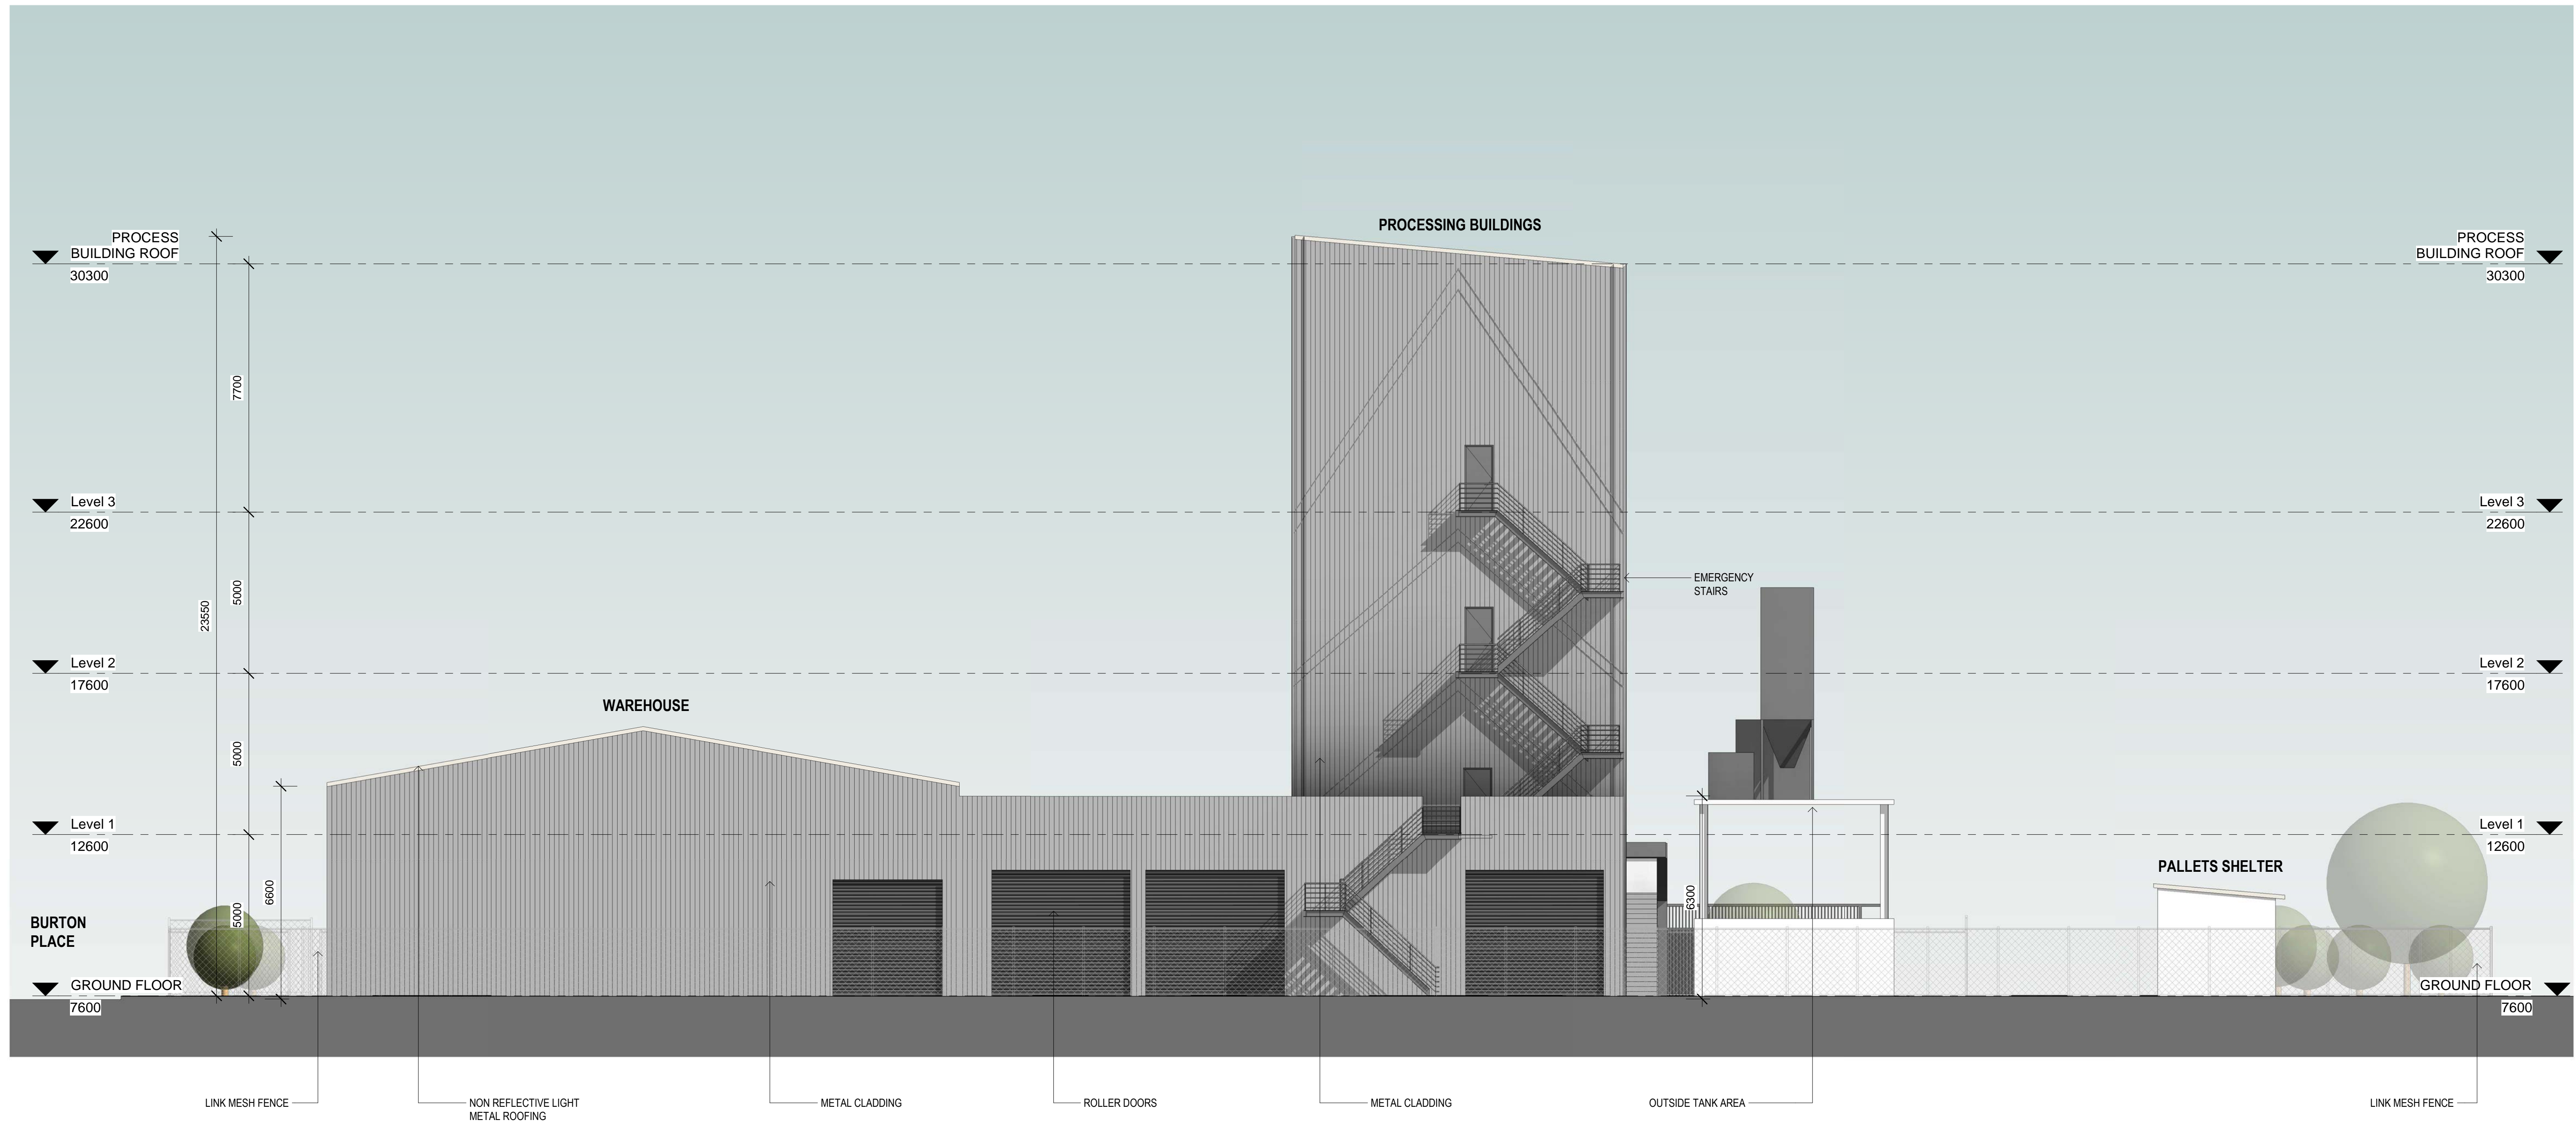 PROCESSING BUILDINGS
PROCESS
BUILDING ROOF
30300
PROCESS
BUILDING ROOF
30300
7700
Level 3
22600
Level 3
22600
5000
23550
EMERGENCY
STAIRS
Level 2
17600
Level 2
17600
WAREHOUSE
5000
Level 1
12600
Level 1
12600
PALLETS SHELTER
6600
5000
6300
BURTON
PLACE
GROUND FLOOR
7600
GROUND FLOOR
7600
LINK MESH FENCE
NON REFLECTIVE LIGHT
METAL ROOFING
METAL CLADDING
ROLLER DOORS
METAL CLADDING
OUTSIDE TANK AREA
LINK MESH FENCE